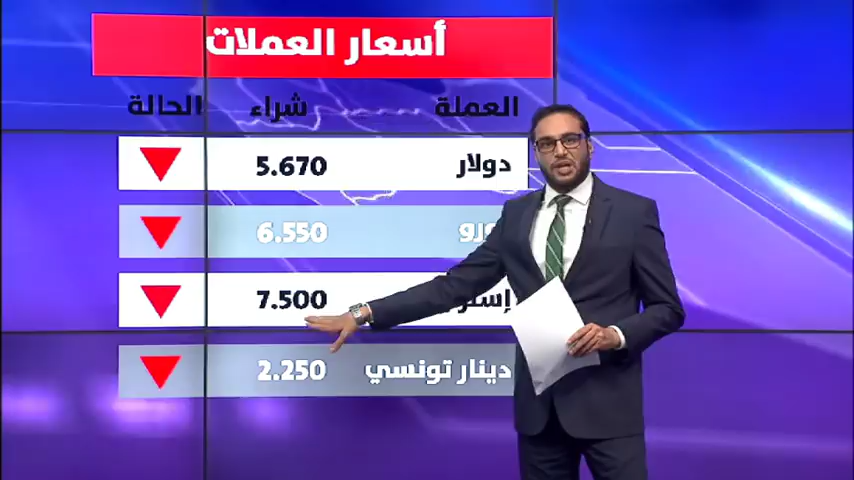 أسعار العملات
العملة شراء الحالة
دولار 5.670
6.550
7.500
دينار تونسي 2.250